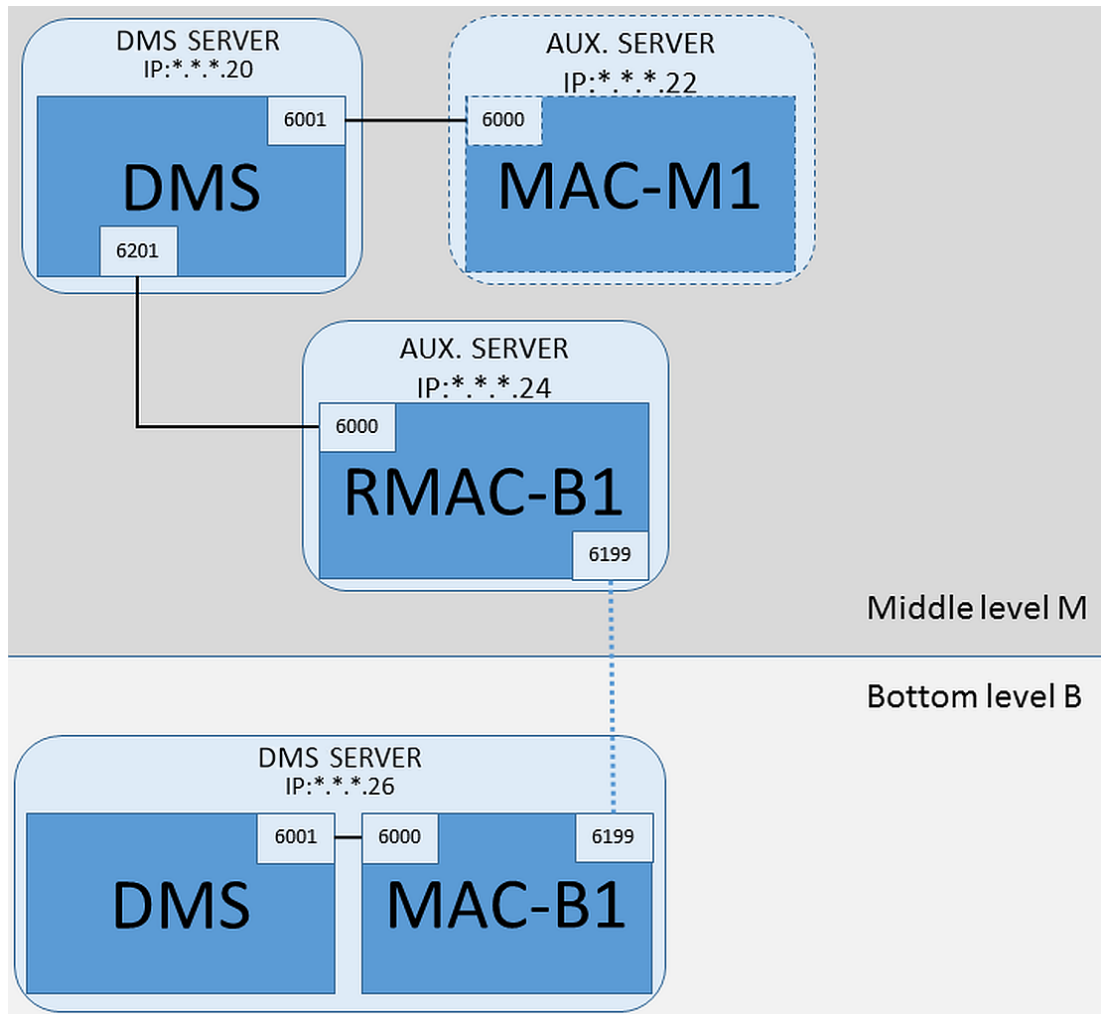 DMS SERVER
IP:*.*.*.20
6001
DMS
6201
AUX. SERVER
IP:*.*.*.22
6000
MAC-M1
AUX. SERVER
IP:*.*.*.24
6000
RMAC-B1
6199
Middle level M
Bottom level B
DMS SERVER
IP:*.*.*.26
6001
DMS
6000
6199
MAC-B1